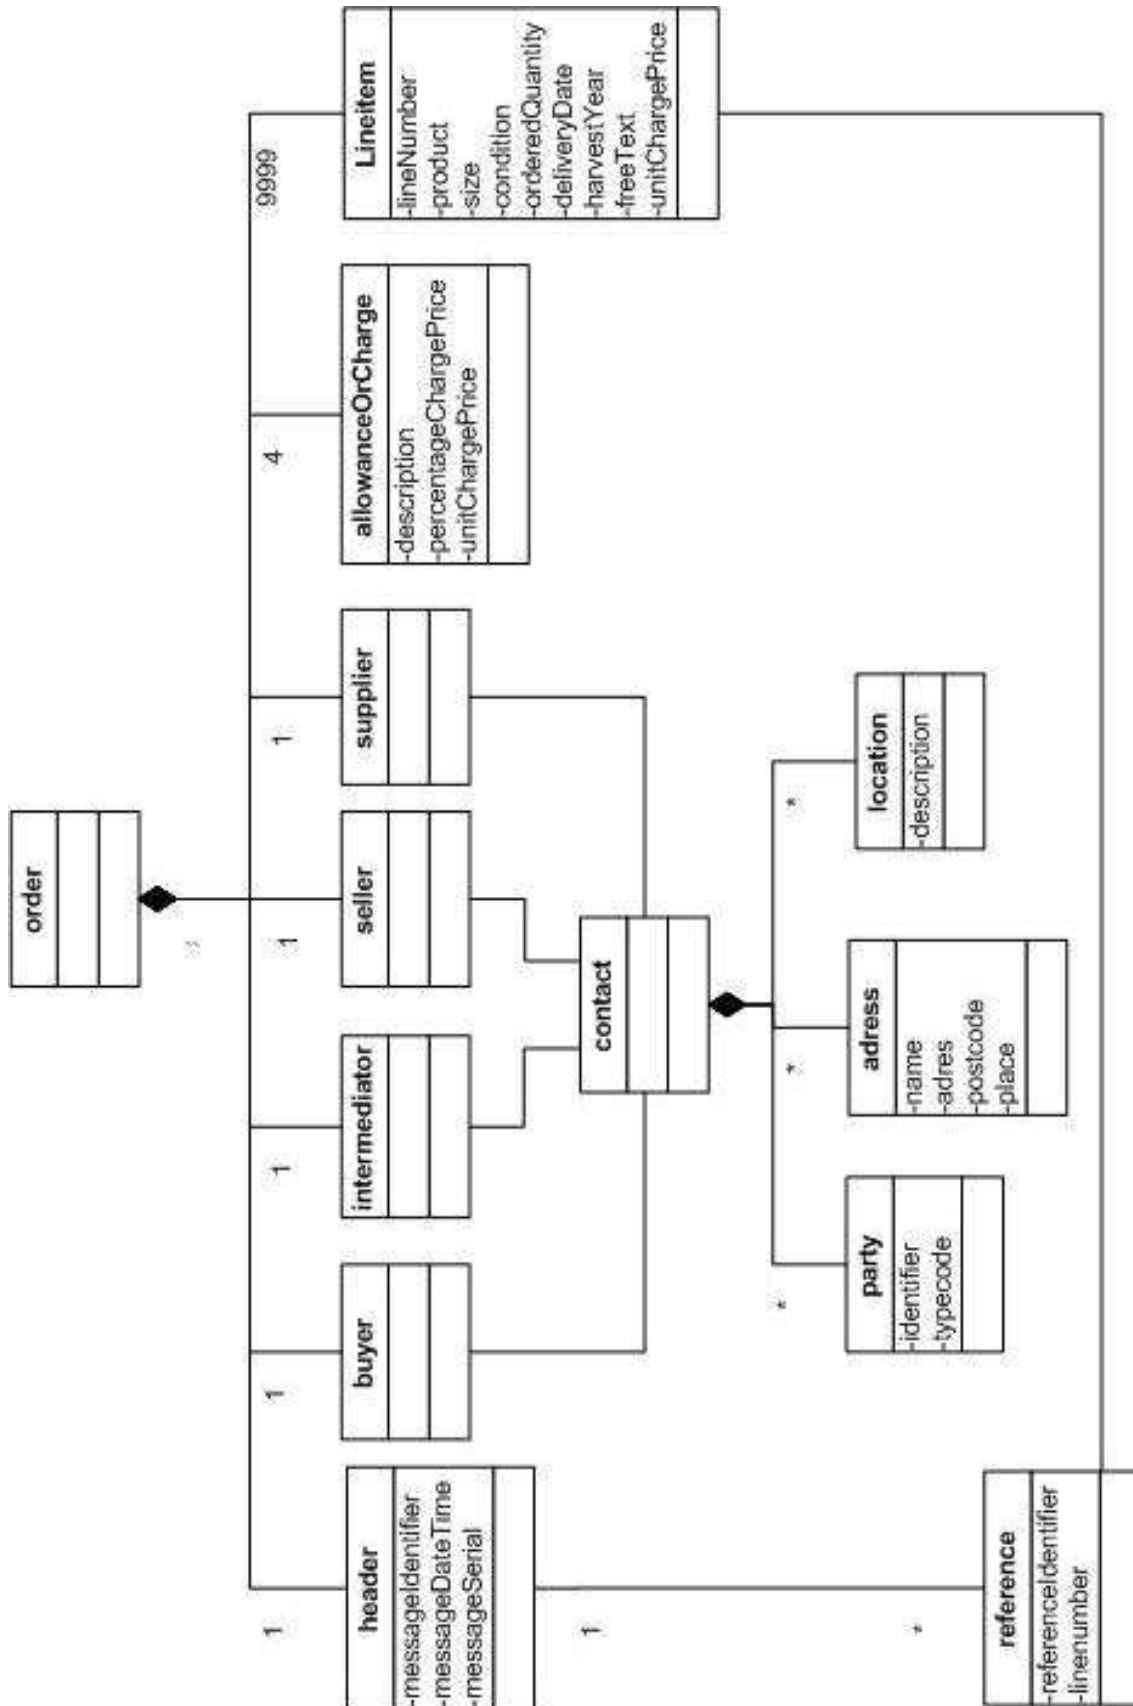 order
1
1
1
1
1
4
9999
header
-messageIdentifier
-messageDateTime
-messageSerial
buyer
intermediator
seller
supplier
allowanceOrCharge
-description
-percentageChargePrice
-unitChargePrice
Lineitem
-lineNumber
-product
-size
-condition
-orderedQuantity
-deliveryDate
-harvestYear
-freeText
-unitChargePrice
1
contact
*
*
*
party
-identifier
-typecode
adress
-name
-adres
-postcode
-place
location
-description
*
reference
-referenceIdentifier
-linenumber